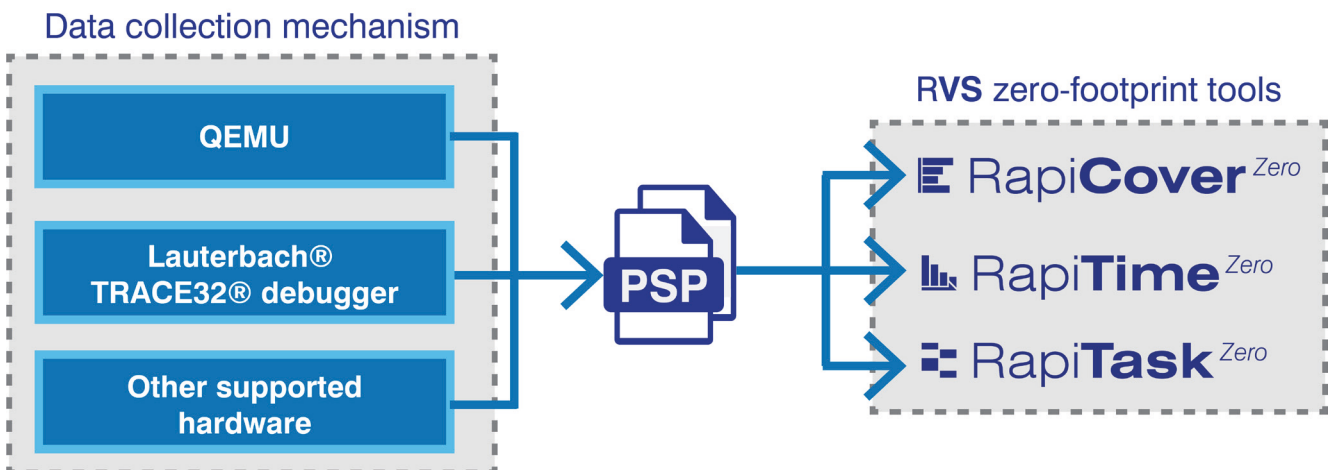 Data collection mechanism
QEMU
Lauterbach®
TRACE32® debugger
Other supported
hardware
PSP
RVS zero-footprint tools
RapiCover Zero
RapiTime Zero
RapiTask Zero